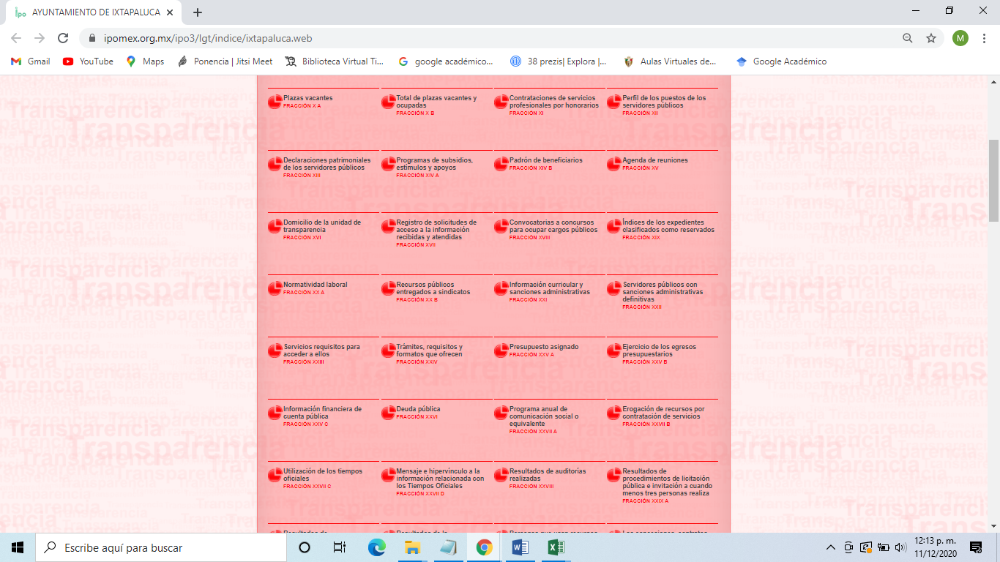 ipo AYUNTAMIENTO DE IXTAPALUCA
ipomex.org.mx/ipo3/lgt/indice/ixtapaluca.web
M
Gmail YouTube Maps Ponencia | Jitsi Meet Biblioteca Virtual Ti... google académico... 38 prezis| Explora |... Aulas Virtuales de... Google Académico
Plazas vacantes
FRACCIÓN X A
Total de plazas vacantes y
ocupadas
FRACCIÓN X B
Contrataciones de servicios
profesionales por honorarios
FRACCIÓN XI
Perfil de los puestos de los
servidores públicos
FRACCIÓN XII
Declaraciones patrimoniales
de los servidores públicos
FRACCIÓN XIII
Programas de subsidios,
estímulos y apoyos
FRACCIÓN XIV A
Padrón de beneficiarios
FRACCIÓN XIV B
Agenda de reuniones
FRACCIÓN XV
Domicilio de la unidad de
transparencia
FRACCIÓN XVI
Registro de solicitudes de
acceso a la información
recibidas y atendidas
FRACCIÓN XVII
Convocatorias a concursos
para ocupar cargos públicos
FRACCIÓN XVIII
Índices de los expedientes
clasificados como reservados
FRACCIÓN XIX
Normatividad laboral
FRACCIÓN XX A
Recursos públicos
entregados a sindicatos
FRACCIÓN XX B
Información curricular y
sanciones administrativas
FRACCIÓN XXI
Servidores públicos con
sanciones administrativas
definitivas
FRACCIÓN XXII
Servicios requisitos para
acceder a ellos
FRACCIÓN XXIII
Trámites, requisitos y
formatos que ofrecen
FRACCIÓN XXIV
Presupuesto asignado
FRACCIÓN XXV A
Ejercicio de los egresos
presupuestarios
FRACCIÓN XXV B
Información financiera de
cuenta pública
FRACCIÓN XXV C
Deuda pública
FRACCIÓN XXVI
Programa anual de
comunicación social o
equivalente
FRACCIÓN XXVII A
Erogación de recursos por
contratación de servicios
FRACCIÓN XXVII B
Utilización de los tiempos
oficiales
FRACCIÓN XXVII C
Mensaje e hipervínculo a la
información relacionada con
los Tiempos Oficiales
FRACCIÓN XXVII D
Resultados de auditorías
realizadas
FRACCIÓN XXVIII
Resultados de
procedimientos de licitación
pública e invitación a cuando
menos tres personas realiza
FRACCIÓN XXIX A
Transparencia
Escribe aquí para buscar
12:13 p. m.
11/12/2020